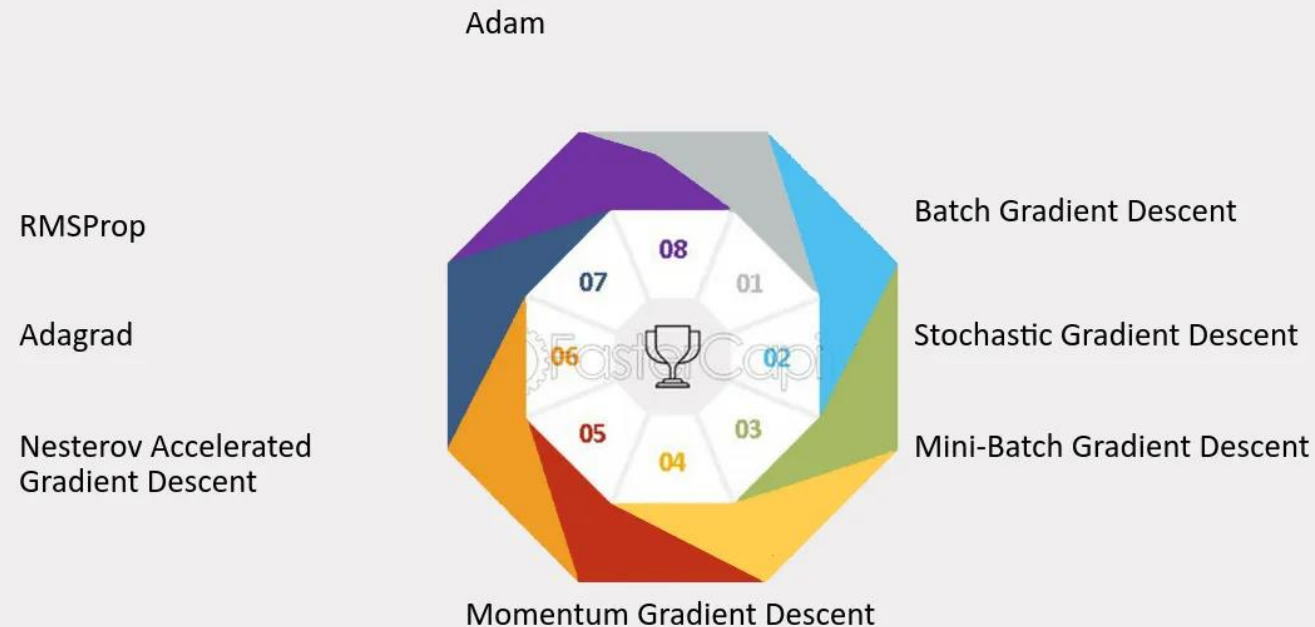 Adam
RMSProp
Batch Gradient Descent
08
07
01
Adagrad
Stochastic Gradient Descent
06
FasterCapi
02
05
03
Nesterov Accelerated
Gradient Descent
Mini-Batch Gradient Descent
04
Momentum Gradient Descent